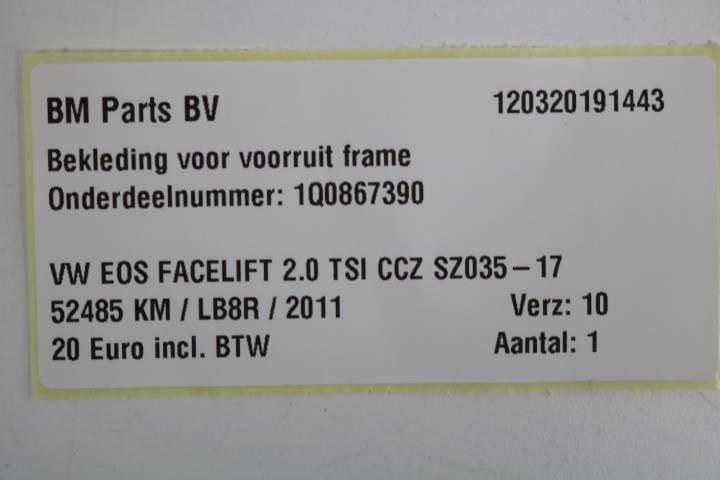 BM Parts BV 120320191443
Bekleding voor voorruit frame
Onderdeelnummer: 1Q0867390
VW EOS FACELIFT 2.0 TSI CCZ SZ035 – 17
52485 KM / LB8R / 2011 Verz: 10
20 Euro incl. BTW Aantal: 1